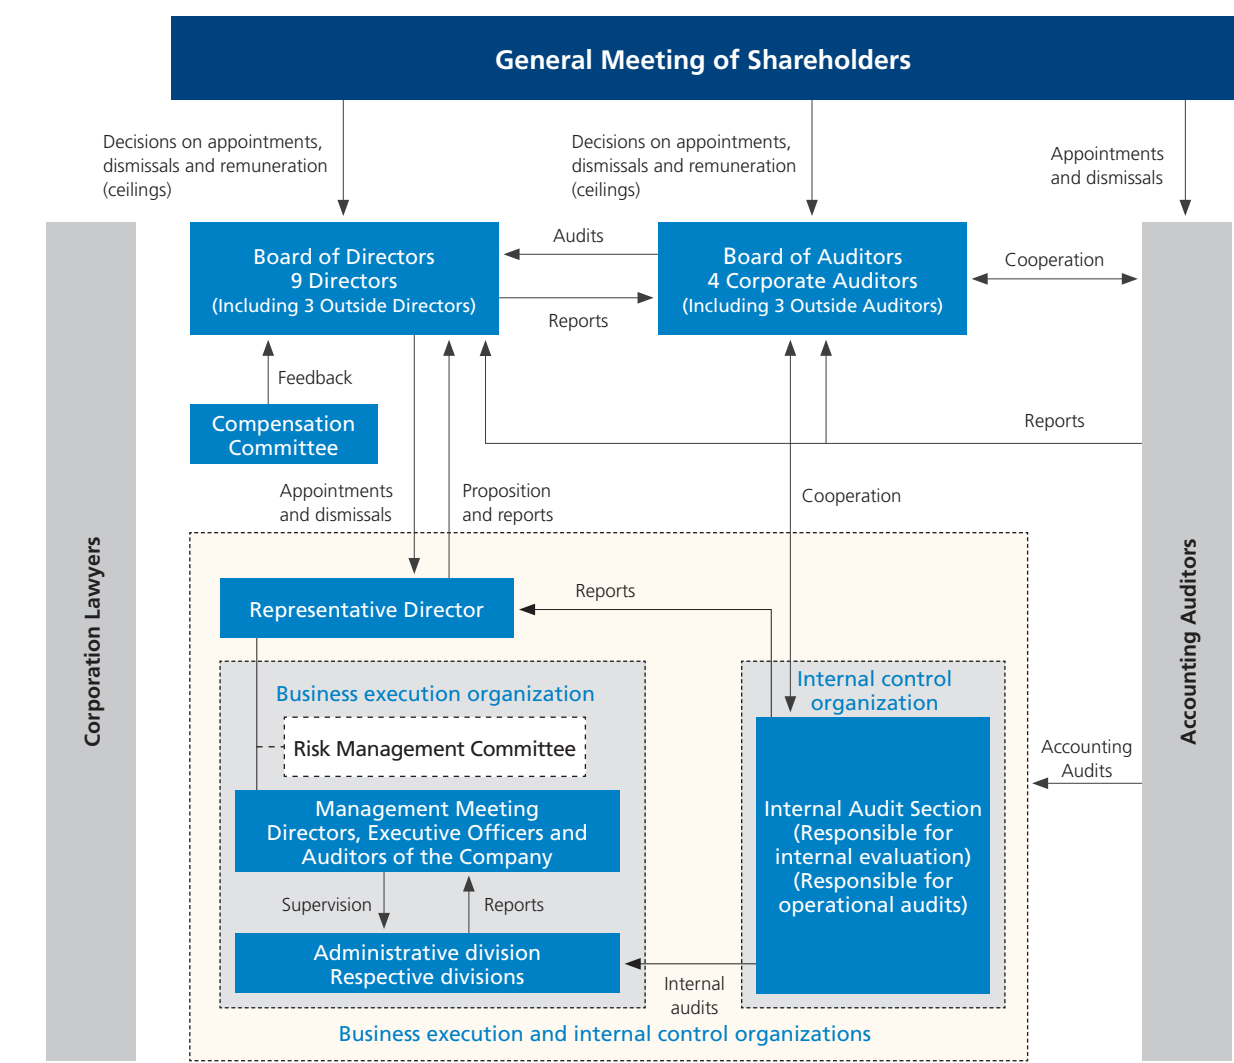 General Meeting of Shareholders
Decisions on appointments,
dismissals and remuneration
(ceilings)
Decisions on appointments,
dismissals and remuneration
(ceilings)
Appointments
and dismissals
Board of Directors
9 Directors
(Including 3 Outside Directors)
Audits
Reports
Board of Auditors
4 Corporate Auditors
(Including 3 Outside Auditors)
Cooperation
Feedback
Compensation
Committee
Reports
Appointments
and dismissals
Proposition
and reports
Cooperation
Corporation Lawyers
Accounting Auditors
Representative Director
Reports
Business execution organization
Risk Management Committee
Management Meeting
Directors, Executive Officers and
Auditors of the Company
Supervision
Reports
Administrative division
Respective divisions
Internal control
organization
Internal Audit Section
(Responsible for
internal evaluation)
(Responsible for
operational audits)
Accounting
Audits
Internal
audits
Business execution and internal control organizations